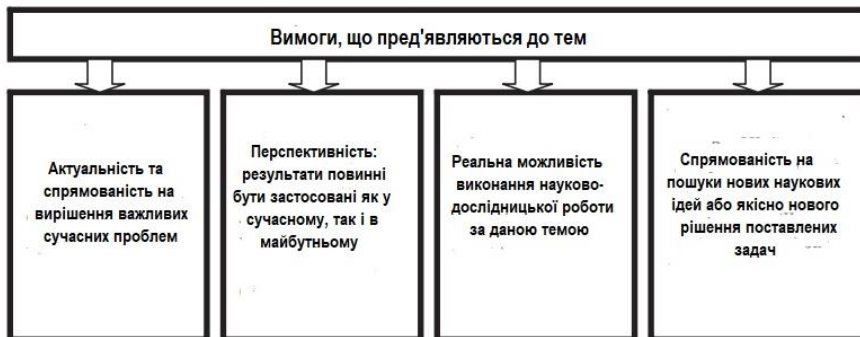 Вимоги, що пред'являються до тем
Актуальність та
спрямованість на
вирішення важливих
сучасних проблем
Перспективність:
результати повинні
бути застосовані як у
сучасному, так і в
майбутньому
Реальна можливість
виконання науково-
дослідницької роботи
за даною темою
Спрямованість на
пошуки нових наукових
ідей або якісно нового
рішення поставлених
задач